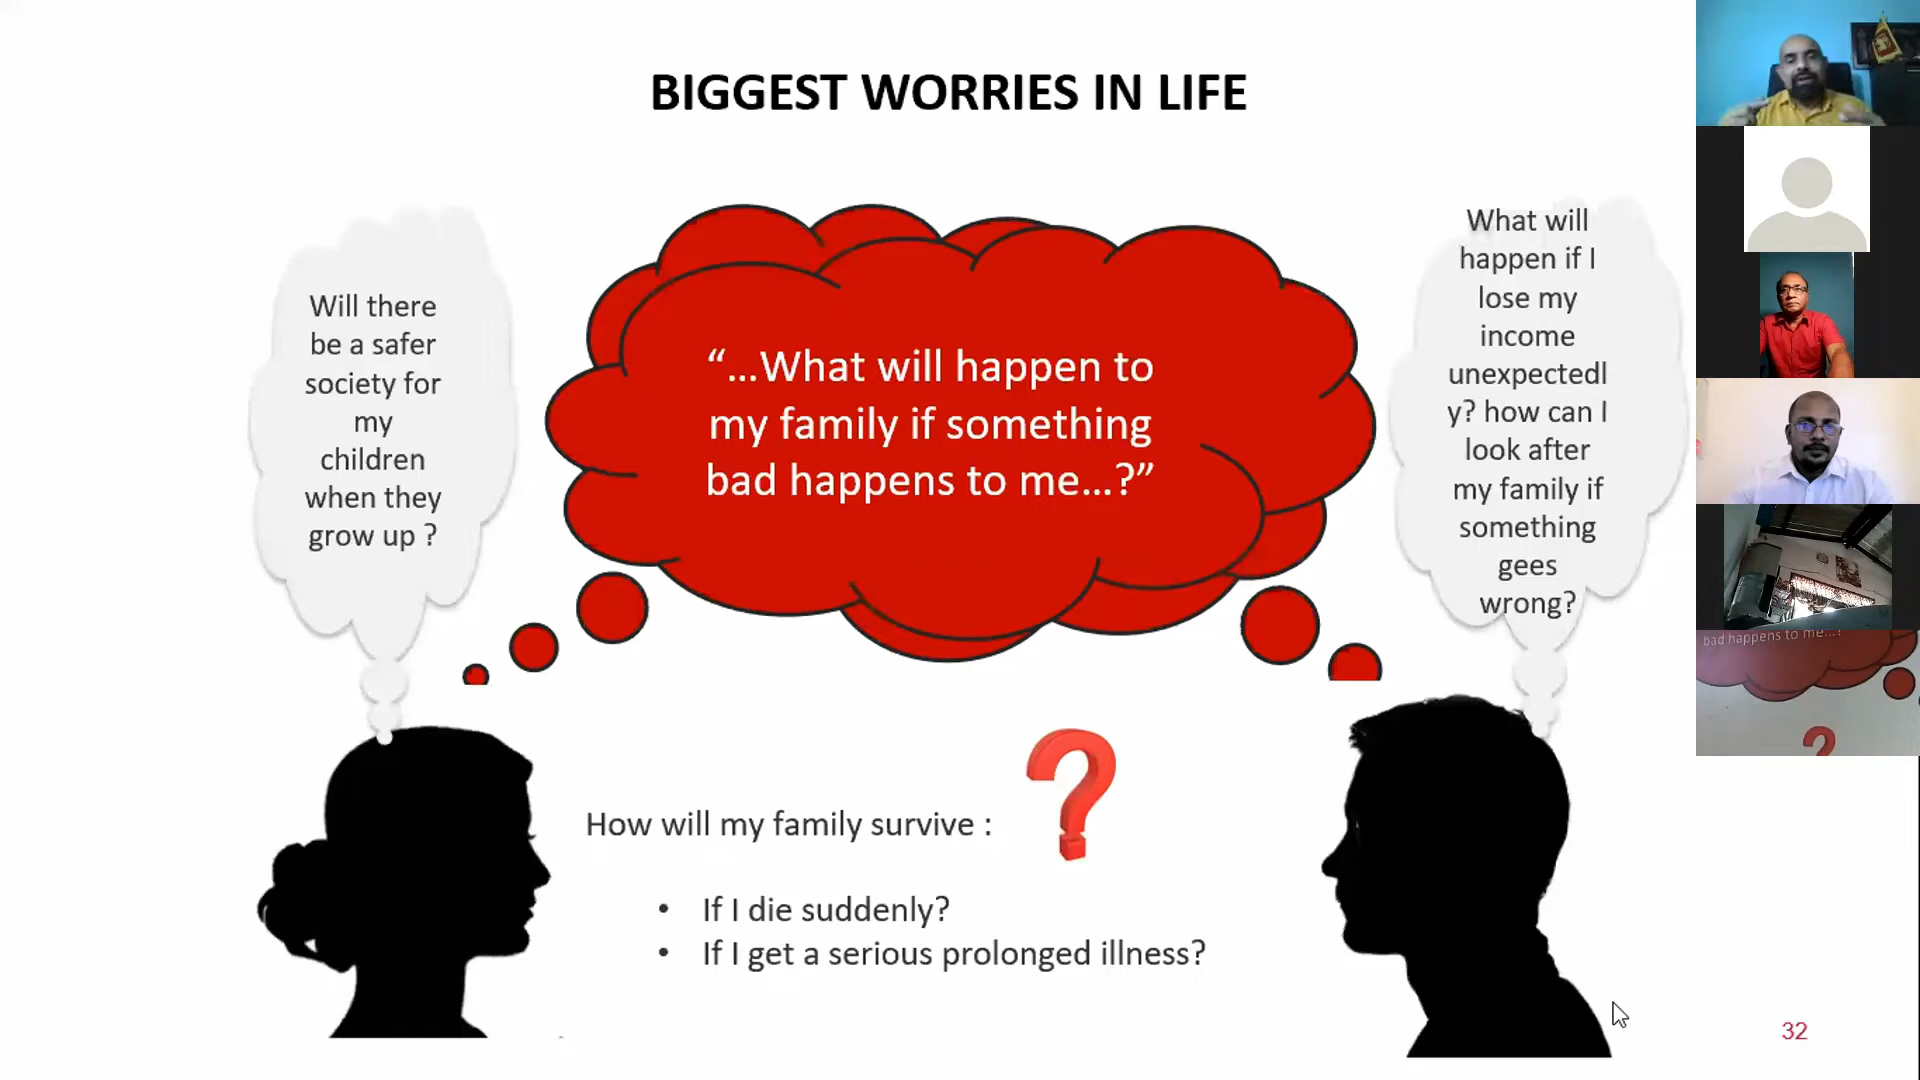 BIGGEST WORRIES IN LIFE
Will there
be a safer
society for
my
children
when they
grow up ?
“...What will happen to
my family if something
bad happens to me...?”
What will
happen if I
lose my
income
unexpectedl
y? how can I
look after
my family if
something
gees
wrong?
How will my family survive :
?
• If I die suddenly?
• If I get a serious prolonged illness?
32
bad happens to me...?
?